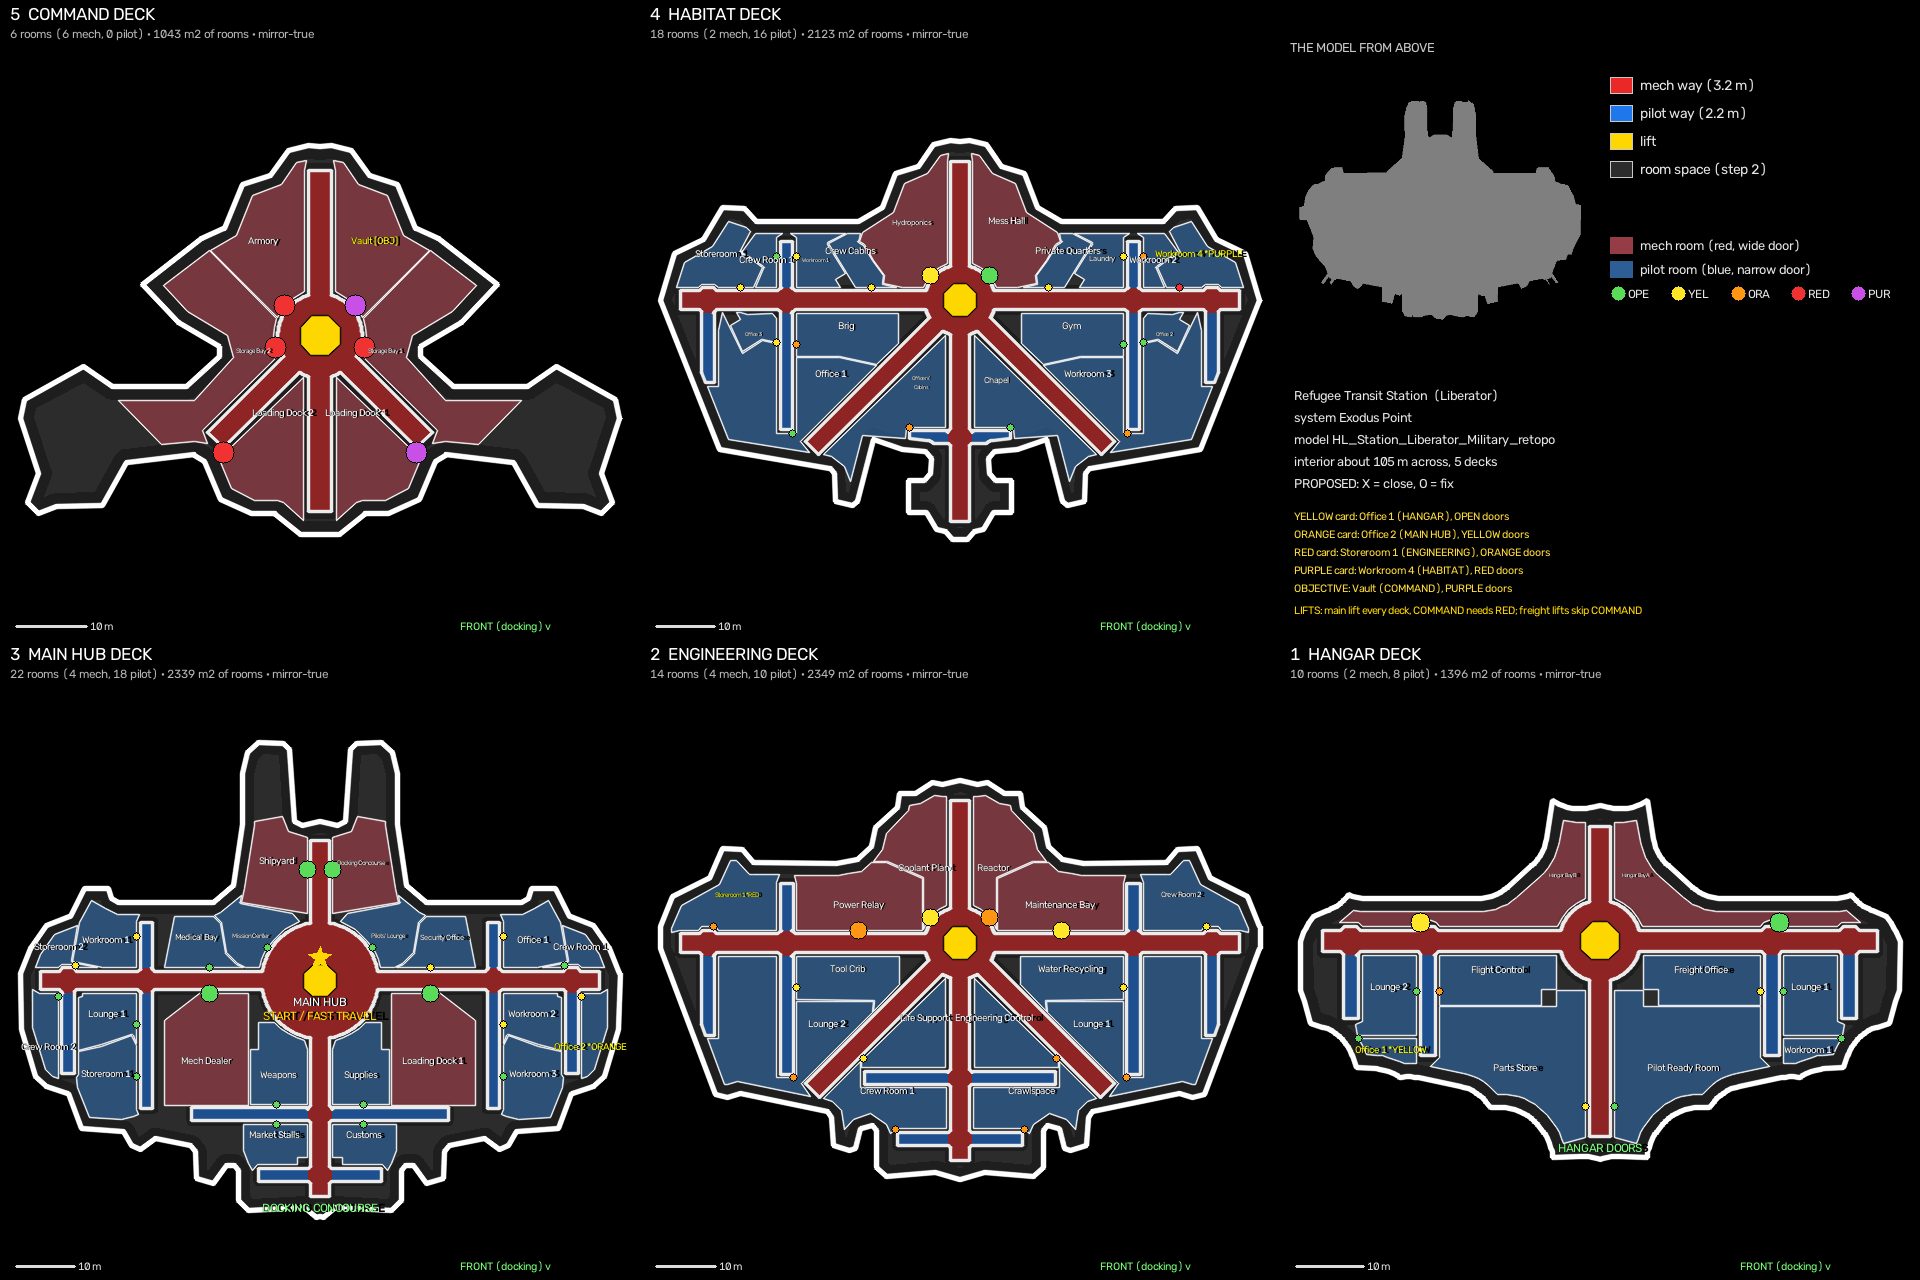 5 COMMAND DECK
6 rooms (6 mech, 0 pilot) • 1043 m2 of rooms • mirror-true
Armory
Vault [OBJ]
Storage Bay 2
Storage Bay 1
Loading Dock 2
Loading Dock 1
10 m
FRONT (docking) v
4 HABITAT DECK
18 rooms (2 mech, 16 pilot) • 2123 m2 of rooms • mirror-true
Hydroponics
Mess Hall
Storeroom 1
Crew Room 1
Workroom 1
Crew Cabins
Private Quarters
Laundry
Workroom 2
Workroom 4 *PURPLE
Office 3
Brig
Gym
Office 2
Office 1
Officers'
Cabins
Chapel
Workroom 3
10 m
FRONT (docking) v
THE MODEL FROM ABOVE
mech way (3.2 m)
pilot way (2.2 m)
lift
room space (step 2)
mech room (red, wide door)
pilot room (blue, narrow door)
OPE
YEL
ORA
RED
PUR
Refugee Transit Station (Liberator)
system Exodus Point
model HL_Station_Liberator_Military_retopo
interior about 105 m across, 5 decks
PROPOSED: X = close, O = fix
YELLOW card: Office 1 (HANGAR), OPEN doors
ORANGE card: Office 2 (MAIN HUB), YELLOW doors
RED card: Storeroom 1 (ENGINEERING), ORANGE doors
PURPLE card: Workroom 4 (HABITAT), RED doors
OBJECTIVE: Vault (COMMAND), PURPLE doors
LIFTS: main lift every deck, COMMAND needs RED; freight lifts skip COMMAND
3 MAIN HUB DECK
22 rooms (4 mech, 18 pilot) • 2339 m2 of rooms • mirror-true
Shipyard
Docking Concourse
Storeroom 2
Workroom 1
Medical Bay
Mission Center
Pilots' Lounge
Security Office
Office 1
Crew Room 1
MAIN HUB
START / FAST TRAVEL
Lounge 1
Workroom 2
Crew Room 2
Mech Dealer
Loading Dock 1
Office 2 *ORANGE
Storeroom 1
Weapons
Supplies
Workroom 3
Market Stalls
Customs
DOCKING CONCOURSE
10 m
FRONT (docking) v
2 ENGINEERING DECK
14 rooms (4 mech, 10 pilot) • 2349 m2 of rooms • mirror-true
Coolant Plant
Reactor
Storeroom 1 *RED
Power Relay
Maintenance Bay
Crew Room 2
Tool Crib
Water Recycling
Lounge 2
Life Support
Engineering Control
Lounge 1
Crew Room 1
Crawlspace
10 m
FRONT (docking) v
1 HANGAR DECK
10 rooms (2 mech, 8 pilot) • 1396 m2 of rooms • mirror-true
Hangar Bay B
Hangar Bay A
Flight Control
Freight Office
Lounge 2
Lounge 1
Office 1 *YELLOW
Workroom 1
Parts Store
Pilot Ready Room
HANGAR DOORS
10 m
FRONT (docking) v